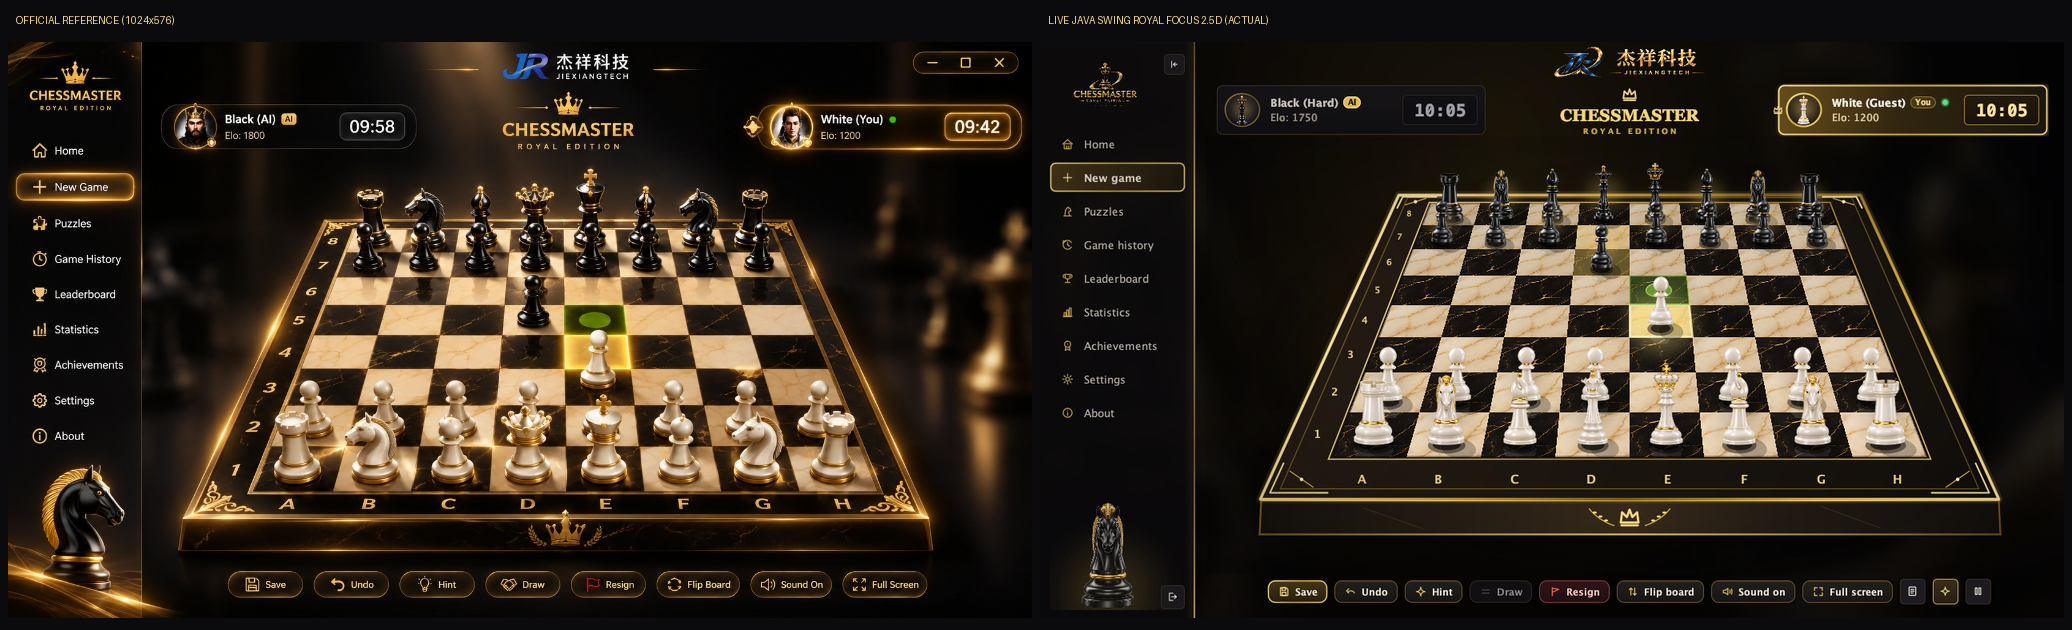 OFFICIAL REFERENCE (1024x576)
JR 杰祥科技
JIEXIANGTECH
CHESSMASTER
ROYAL EDITION
Black (AI) AI
Elo: 1800
09:58
CHESSMASTER
ROYAL EDITION
White (You)
Elo: 1200
09:42
Home
New Game
Puzzles
Game History
Leaderboard
Statistics
Achievements
Settings
About
8
7
6
5
4
3
2
1
A B C D E F G H
Save Undo Hint Draw Resign Flip Board Sound On Full Screen
LIVE JAVA SWING ROYAL FOCUS 2.5D (ACTUAL)
JR 杰祥科技
JIEXIANGTECH
CHESSMASTER
Black (Hard) AI
Elo: 1750
10:05
CHESSMASTER
ROYAL EDITION
White (Guest) You
Elo: 1200
10:05
Home
New game
Puzzles
Game history
Leaderboard
Statistics
Achievements
Settings
About
8
7
6
5
4
3
2
1
A B C D E F G H
Save Undo Hint Draw Resign Flip board Sound on Full screen